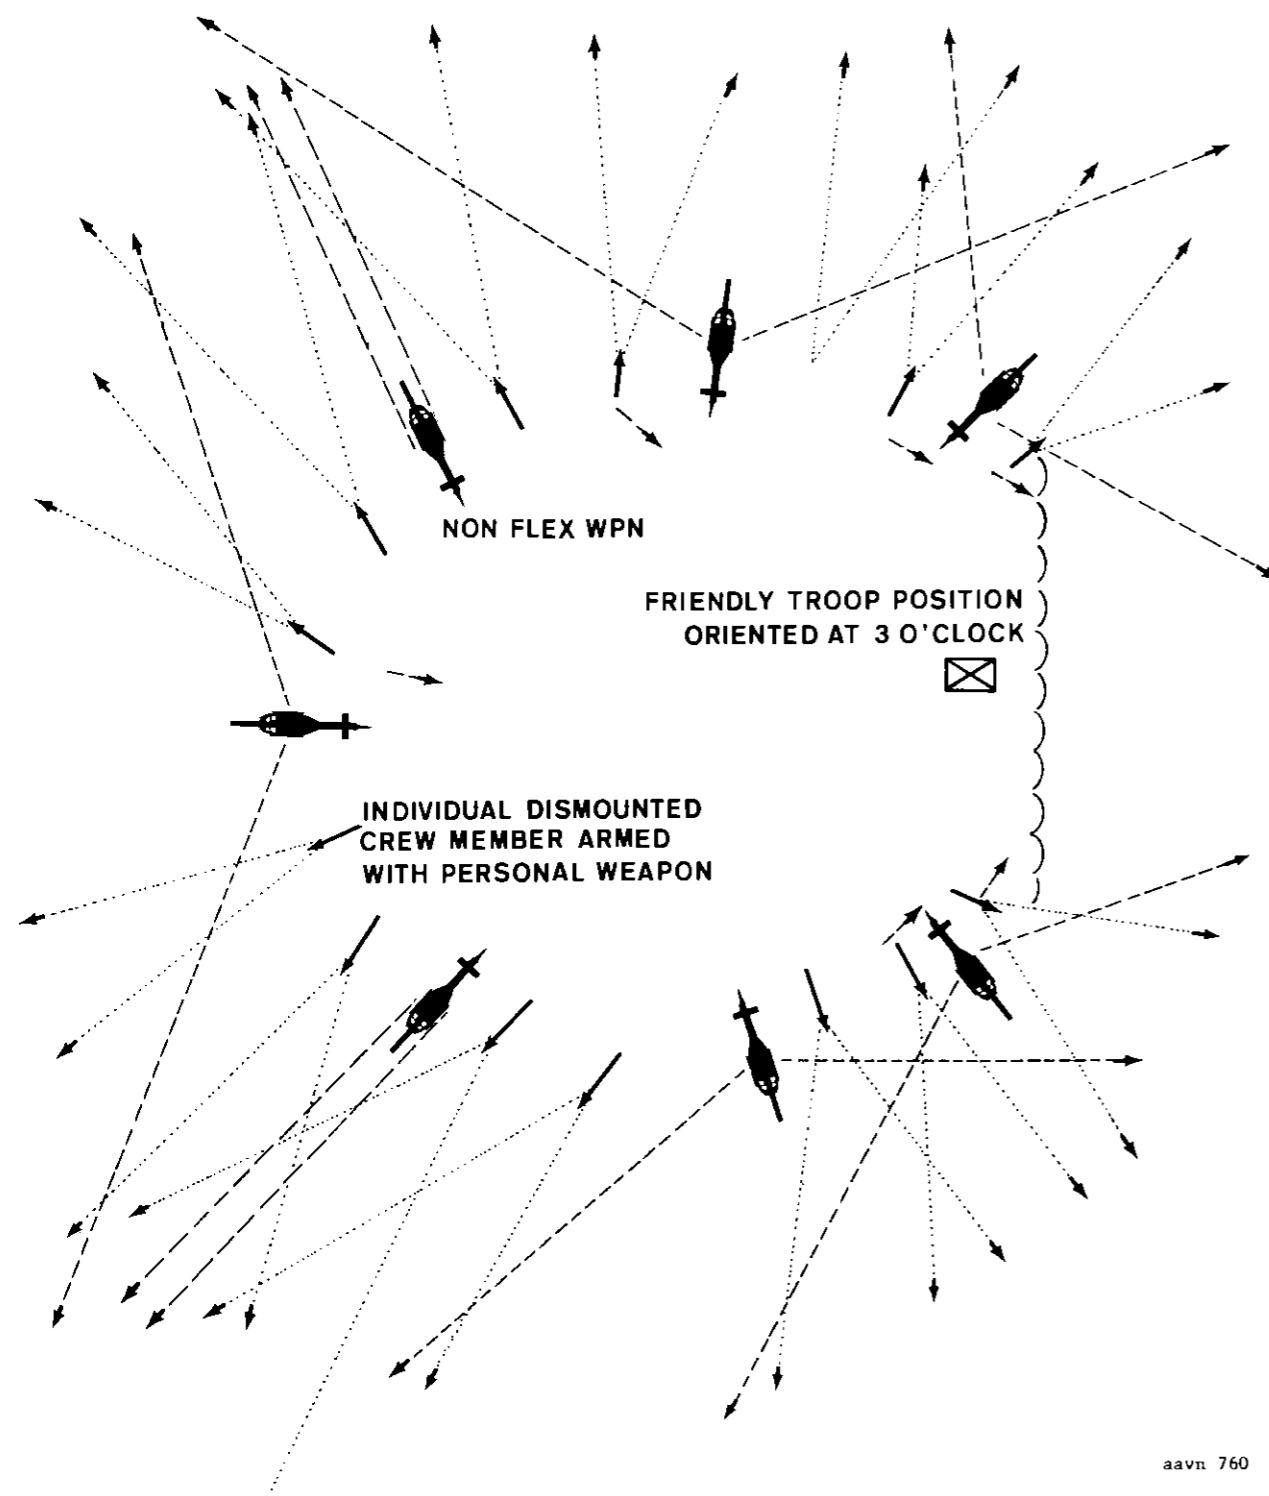 NON FLEX WPN
FRIENDLY TROOP POSITION
ORIENTED AT 3 O'CLOCK
INDIVIDUAL DISMOUNTED
CREW MEMBER ARMED
WITH PERSONAL WEAPON
aavn 760